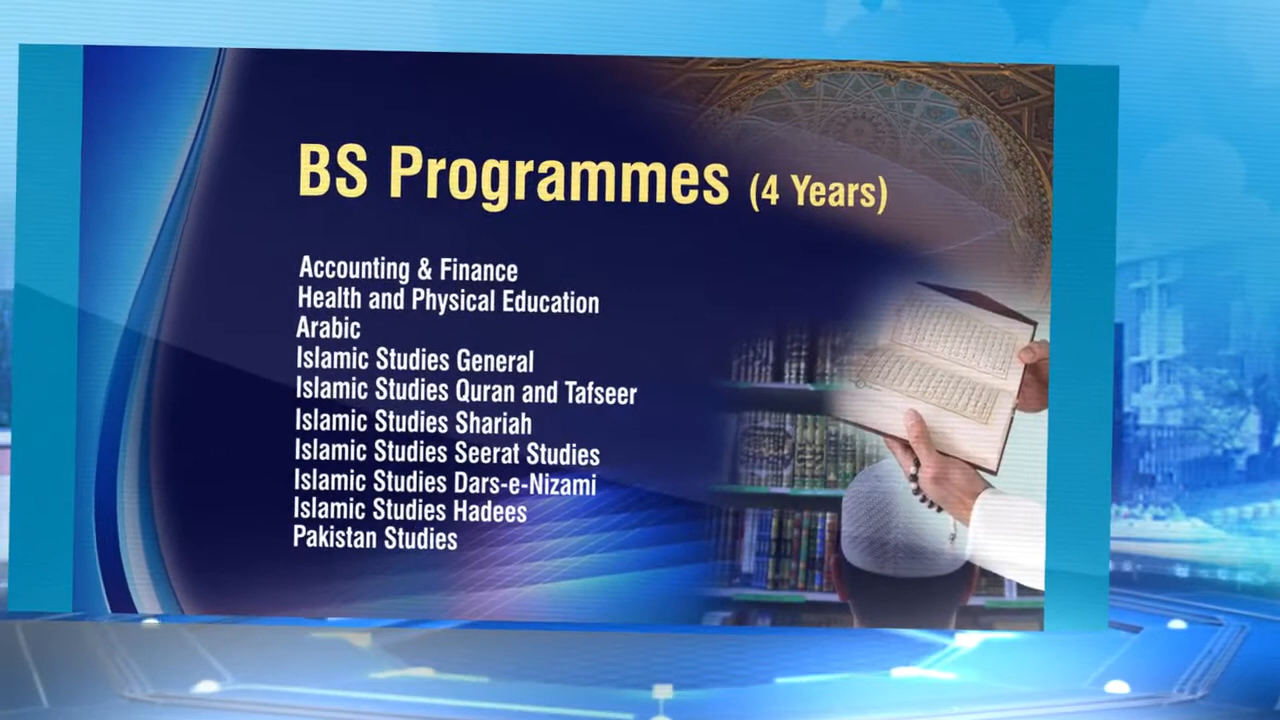 BS Programmes (4 Years)
Accounting & Finance
Health and Physical Education
Arabic
Islamic Studies General
Islamic Studies Quran and Tafseer
Islamic Studies Shariah
Islamic Studies Seerat Studies
Islamic Studies Dars-e-Nizami
Islamic Studies Hadees
Pakistan Studies